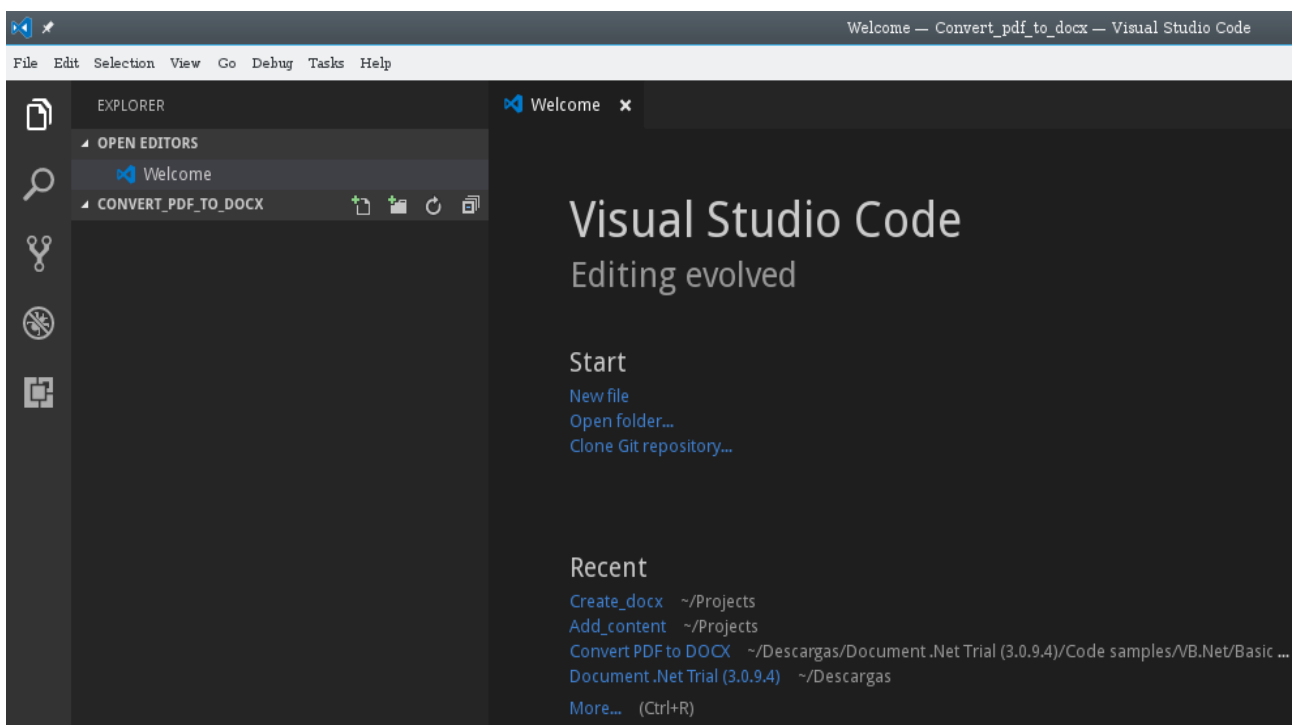 Welcome — Convert_pdf_to_docx — Visual Studio Code
File Edit Selection View Go Debug Tasks Help
EXPLORER
OPEN EDITORS
Welcome
CONVERT_PDF_TO_DOCX
Welcome
Visual Studio Code
Editing evolved
Start
New file
Open folder...
Clone Git repository...
Recent
Create_docx ~/Projects
Add_content ~/Projects
Convert PDF to DOCX ~/Descargas/Document .Net Trial (3.0.9.4)/Code samples/VB.Net/Basic ...
Document .Net Trial (3.0.9.4) ~/Descargas
More... (Ctrl+R)